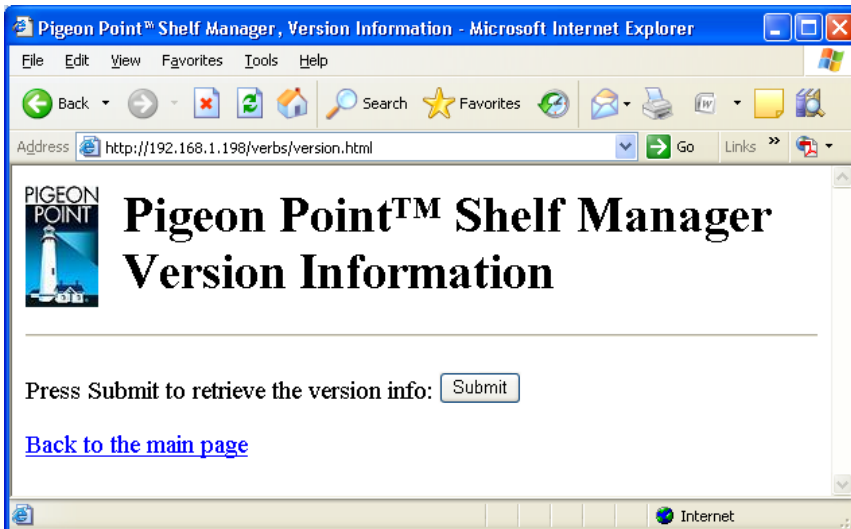 Pigeon Point™ Shelf Manager, Version Information - Microsoft Internet Explorer
File Edit View Favorites Tools Help
Back Search Favorites
Address http://192.168.1.198/verbs/version.html Go Links »
PIGEON
POINT
Pigeon Point™ Shelf Manager
Version Information
Press Submit to retrieve the version info: Submit
Back to the main page
Internet